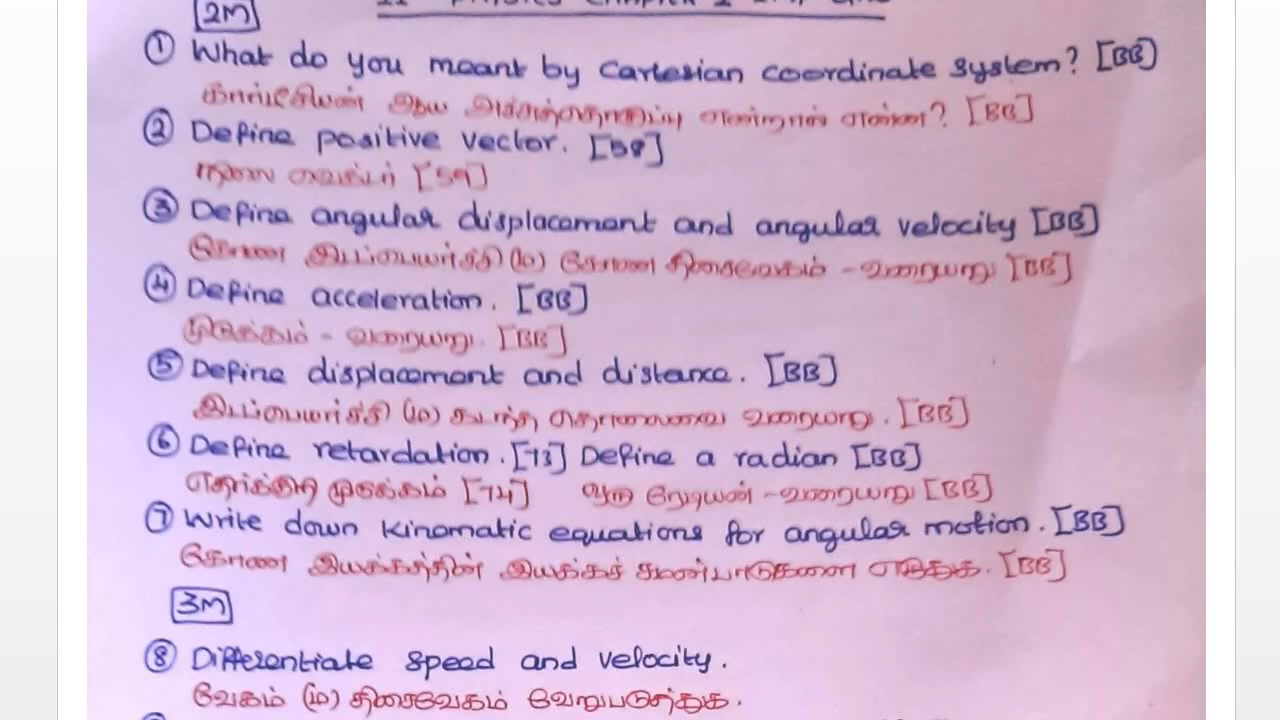 2M
① What do you meant by Cartesian coordinate system? [BB]
கார்டீசியன் ஆய அச்சுத்தொகுப்பு என்றால் என்ன? [BB]
② Define positive vector. [58]
நிலை வெக்டர் [59]
③ Define angular displacement and angular velocity [BB]
கோண இடப்பெயர்ச்சி (ம) கோண திசைவேகம் - வரையறு [BB]
④ Define acceleration. [BB]
முடுக்கம் - வரையறு. [BB]
⑤ Define displacement and distance. [BB]
இடப்பெயர்ச்சி (ம) கடந்த தொலைவை வரையறு. [BB]
⑥ Define retardation. [73] Define a radian [BB]
எதிர்க்குறி முடுக்கம் [74] ஒரு ரேடியன் - வரையறு [BB]
⑦ Write down Kinematic equations for angular motion. [BB]
கோண இயக்கத்தின் இயக்கச் சமன்பாடுகளை எழுதுக. [BB]
3M
⑧ Differentiate speed and velocity.
வேகம் (ம) திசைவேகம் வேறுபடுத்துக.